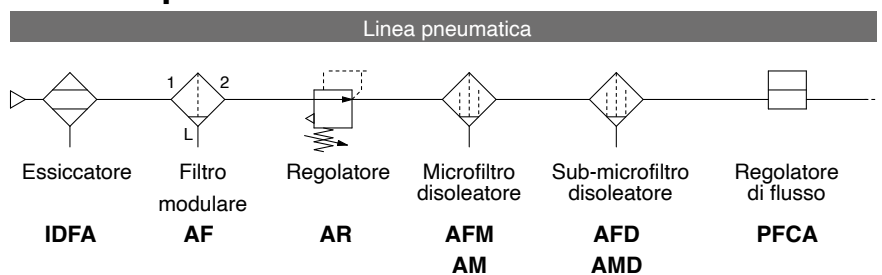 Linea pneumatica
1 2
L
Essiccatore Filtro modulare Regolatore Microfiltro disoleatore Sub-microfiltro disoleatore Regolatore di flusso
IDFA AF AR AFM AFD PFCA
AM AMD